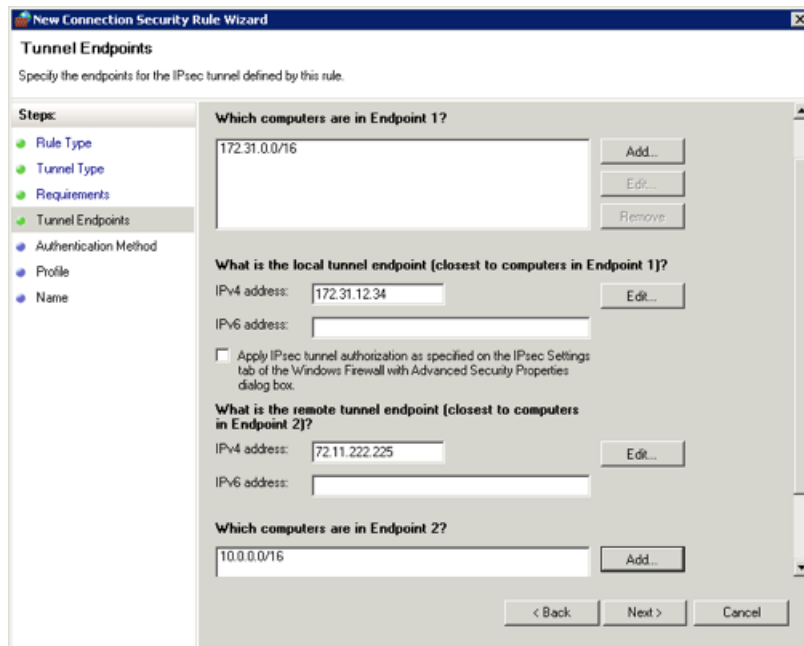 New Connection Security Rule Wizard
Tunnel Endpoints
Specify the endpoints for the IPsec tunnel defined by this rule.
Steps:
Rule Type
Tunnel Type
Requirements
Tunnel Endpoints
Authentication Method
Profile
Name
Which computers are in Endpoint 1?
172.31.0.0/16
Add...
Edit...
Remove
What is the local tunnel endpoint (closest to computers in Endpoint 1)?
IPv4 address:
172.31.12.34
Edit...
IPv6 address:
Apply IPsec tunnel authorization as specified on the IPsec Settings
tab of the Windows Firewall with Advanced Security Properties
dialog box.
What is the remote tunnel endpoint (closest to computers
in Endpoint 2)?
IPv4 address:
72.11.222.225
Edit...
IPv6 address:
Which computers are in Endpoint 2?
10.0.0.0/16
Add...
< Back
Next >
Cancel